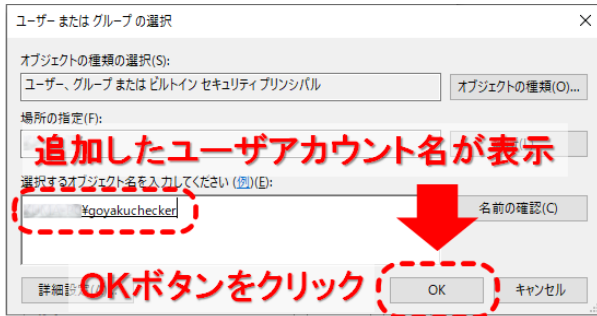 ユーザー または グループ の選択
オブジェクトの種類の選択(S):
ユーザー、グループ または ビルトイン セキュリティ プリンシパル
オブジェクトの種類(O)...
場所の指定(F):
追加したユーザアカウント名が表示
選択するオブジェクト名を入力してください (例)(E):
¥goyakuchecker
名前の確認(C)
詳細設
OKボタンをクリック
OK
キャンセル